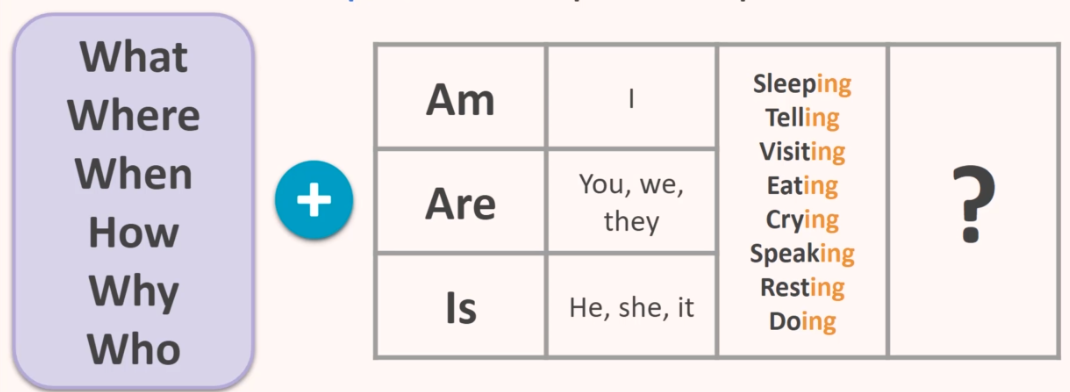 What
Where
When
How
Why
Who
+
Am
I
Are
You, we,
they
Is
He, she, it
Sleeping
Telling
Visiting
Eating
Crying
Speaking
Resting
Doing
?